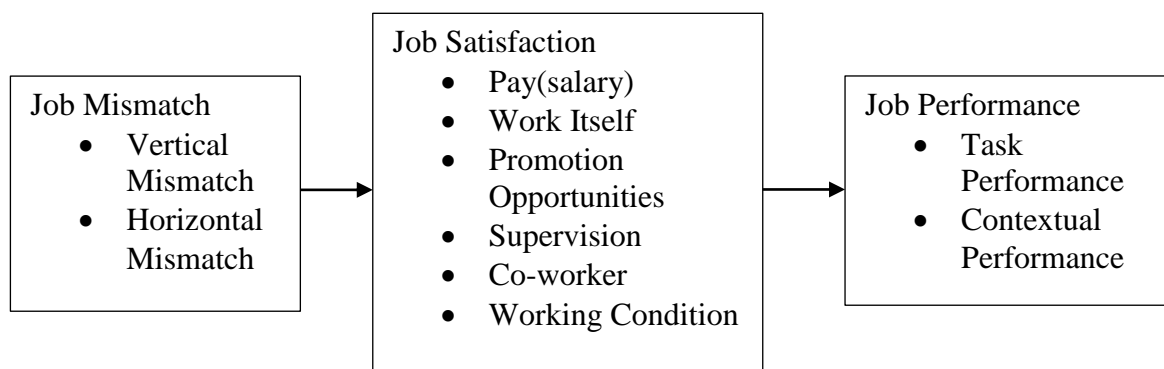 Job Mismatch
• Vertical
Mismatch
• Horizontal
Mismatch
Job Satisfaction
• Pay(salary)
• Work Itself
• Promotion
Opportunities
• Supervision
• Co-worker
• Working Condition
Job Performance
• Task
Performance
• Contextual
Performance